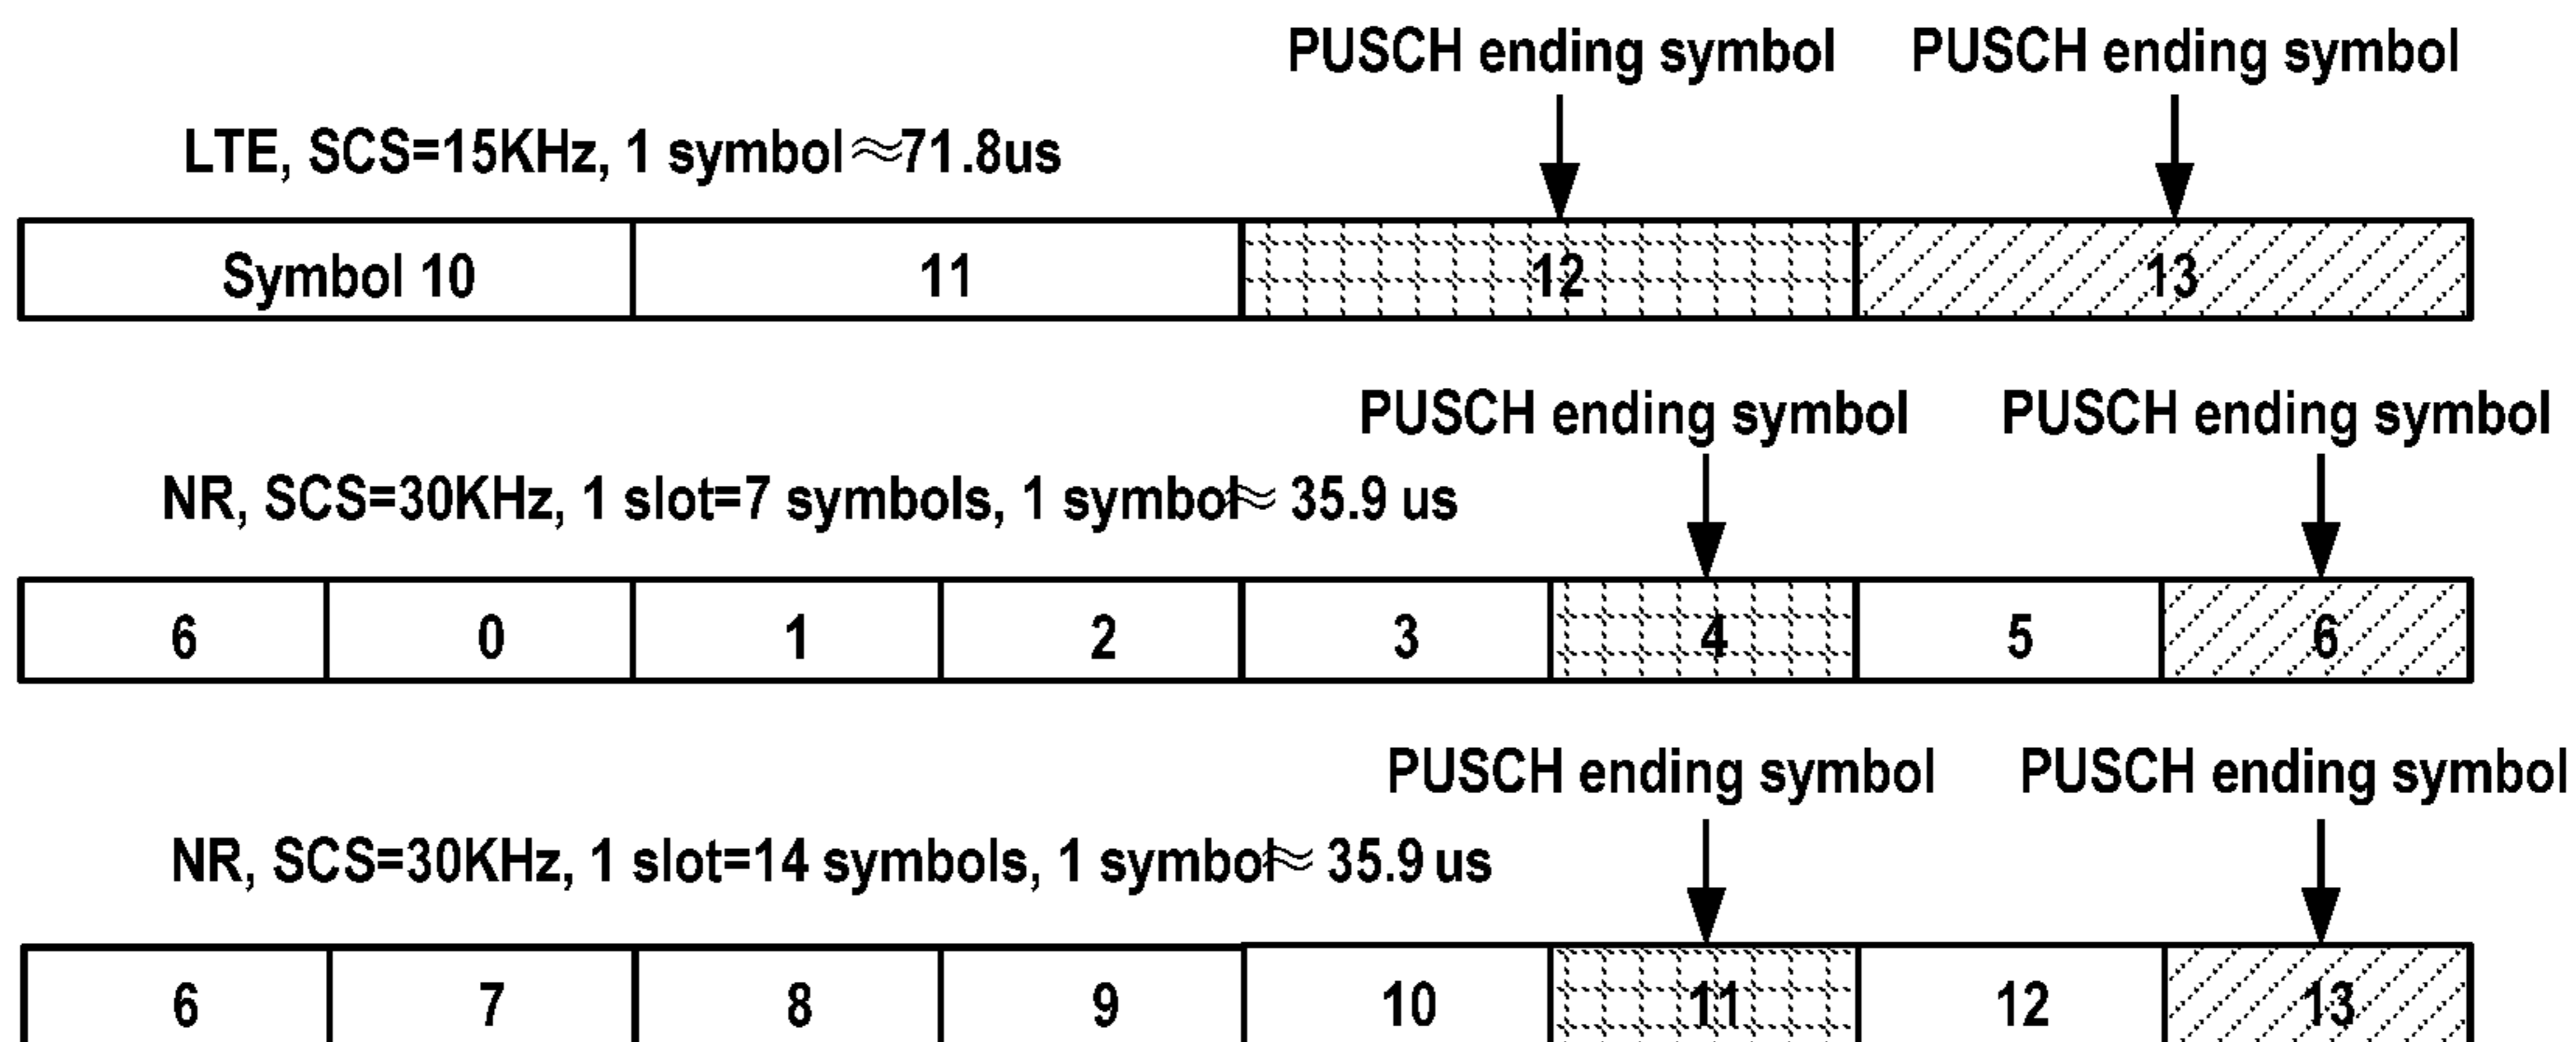 PUSCH ending symbol PUSCH ending symbol
LTE, SCS=15KHz, 1 symbol≈71.8us
Symbol 10 11 12 13
PUSCH ending symbol PUSCH ending symbol
NR, SCS=30KHz, 1 slot=7 symbols, 1 symbol≈ 35.9 us
6 0 1 2 3 4 5 6
PUSCH ending symbol PUSCH ending symbol
NR, SCS=30KHz, 1 slot=14 symbols, 1 symbol≈ 35.9 us
6 7 8 9 10 11 12 13